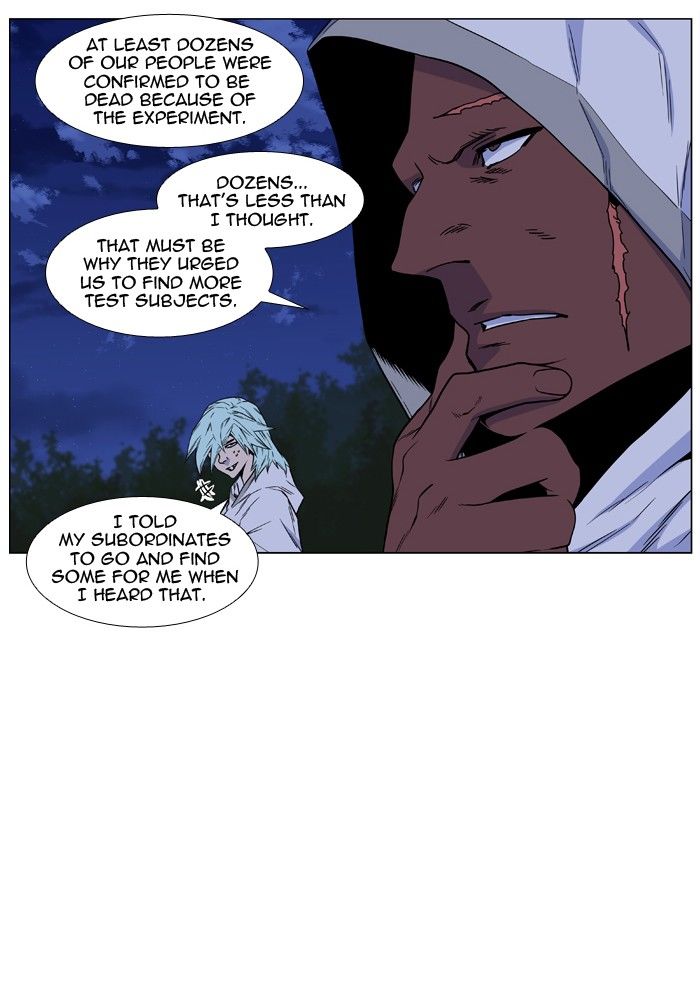 AT LEAST DOZENS
OF OUR PEOPLE WERE
CONFIRMED TO BE
DEAD BECAUSE OF
THE EXPERIMENT.
DOZENS...
THAT'S LESS THAN
I THOUGHT.
THAT MUST BE
WHY THEY URGED
US TO FIND MORE
TEST SUBJECTS.
I TOLD
MY SUBORDINATES
TO GO AND FIND
SOME FOR ME WHEN
I HEARD THAT.